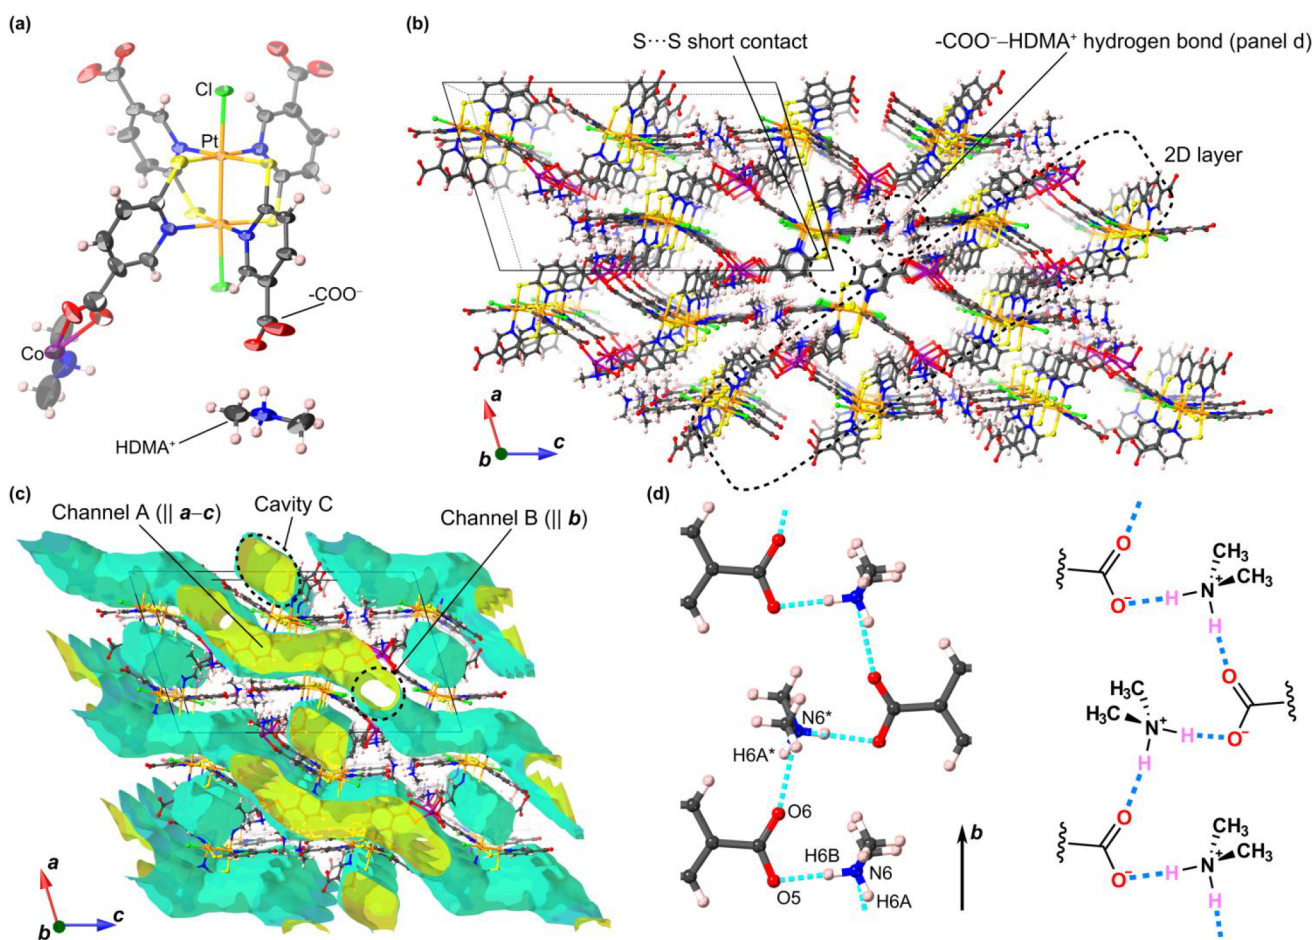 (a)
Cl
Pt
-COO⁻
Co
HDMA⁺
(b)
S···S short contact
-COO⁻–HDMA⁺ hydrogen bond (panel d)
2D layer
a
b
c
(c)
Channel A (|| a–c)
Cavity C
Channel B (|| b)
a
b
c
(d)
N6*
H6A*
O6
H6B
O5
N6
H6A
b
O
O⁻
H
N⁺
CH₃
CH₃
H
H₃C
H₃C
N⁺
H
O⁻
O
H
O
O⁻
H
N⁺
CH₃
CH₃
H